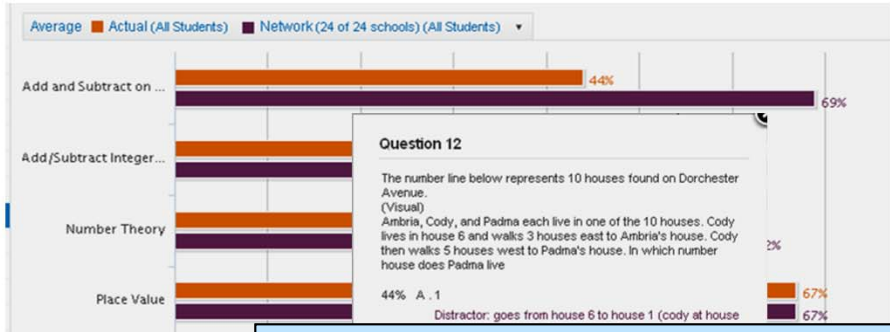 Average Actual (All Students) Network (24 of 24 schools) (All Students)
Add and Subtract on ...
44%
69%
Add/Subtract Integer...
Question 12
The number line below represents 10 houses found on Dorchester
Avenue.
(Visual)
Ambria, Cody, and Padma each live in one of the 10 houses. Cody
lives in house 6 and walks 3 houses east to Ambria's house. Cody
then walks 5 houses west to Padma's house. In which number
house does Padma live
44% A . 1
Distractor: goes from house 6 to house 1 (cody at house
Number Theory
2%
Place Value
67%
67%